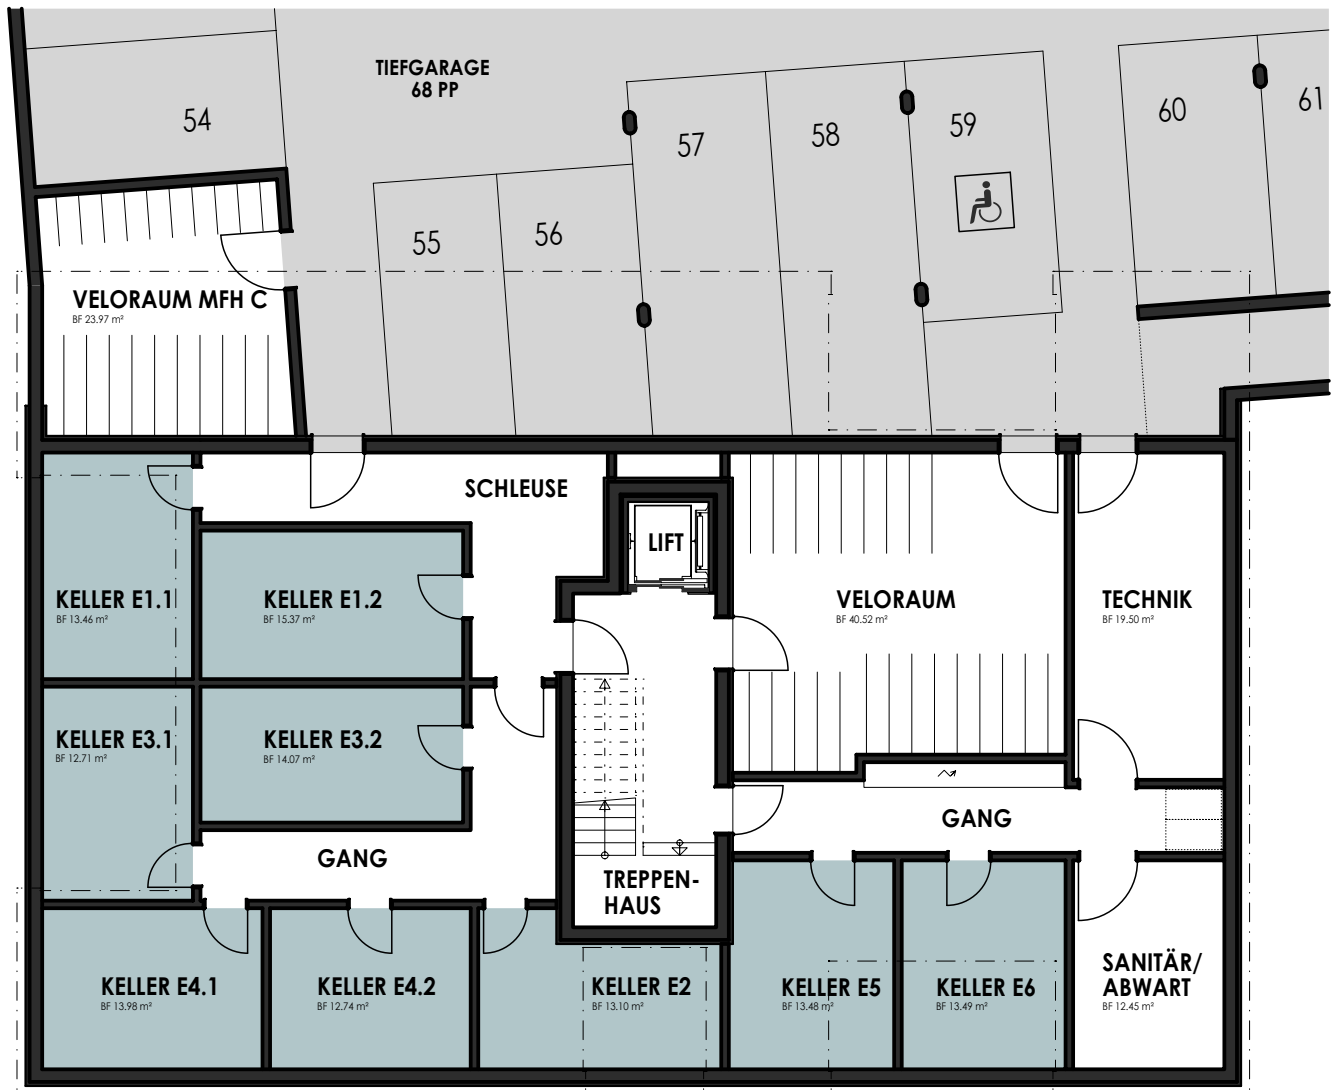 TIEFGARAGE
68 PP
54
55
56
57
58
59
60
61
VELORAUM MFH C
BF 23.97 m²
SCHLEUSE
LIFT
KELLER E1.1
BF 13.46 m²
KELLER E1.2
BF 15.37 m²
VELORAUM
BF 40.52 m²
TECHNIK
BF 19.50 m²
KELLER E3.1
BF 12.71 m²
KELLER E3.2
BF 14.07 m²
GANG
GANG
TREPPEN-
HAUS
KELLER E4.1
BF 13.98 m²
KELLER E4.2
BF 12.74 m²
KELLER E2
BF 13.10 m²
KELLER E5
BF 13.48 m²
KELLER E6
BF 13.49 m²
SANITÄR/
ABWART
BF 12.45 m²